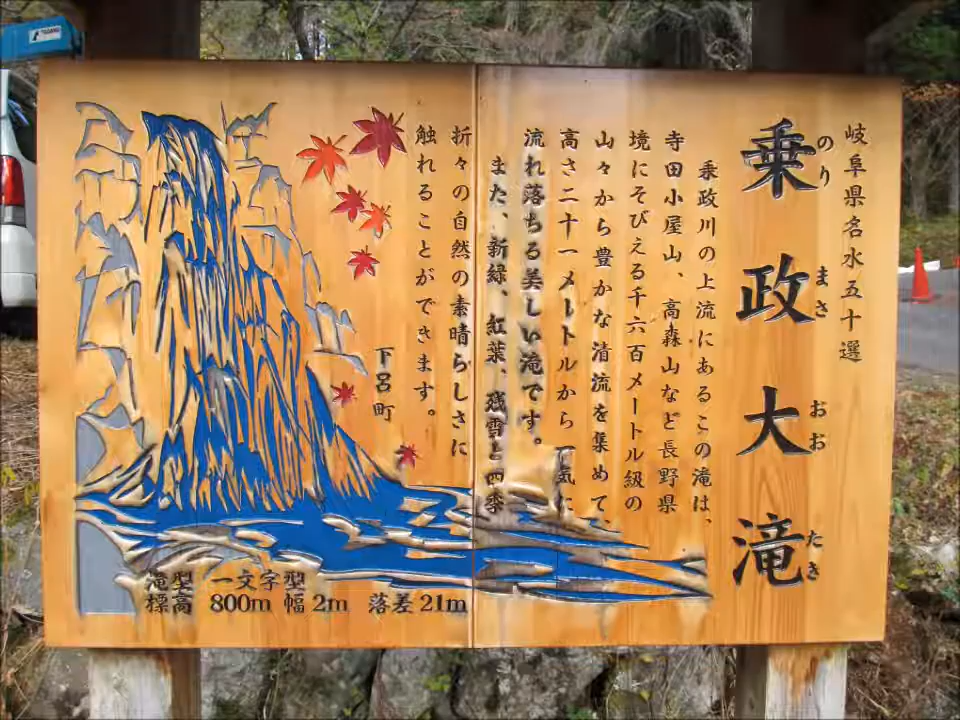 岐阜県名水五十選
乗政大滝
のりまさおおたき
乗政川の上流にあるこの滝は、
寺田小屋山、高森山など長野県
境にそびえる千六百メートル級の
山々から豊かな清流を集めて、
高さ二十一メートルから一気に
流れ落ちる美しい滝です。
また、新緑、紅葉、残雪と四季
折々の自然の素晴らしさに
触れることができます。
下呂町
滝型 一文字型
標高 800m 幅 2m 落差 21m